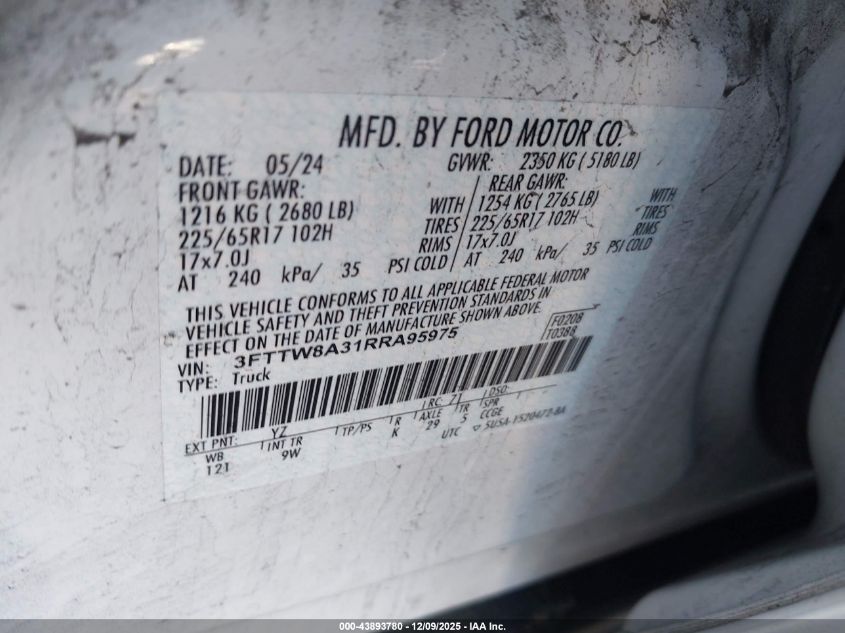 MFD. BY FORD MOTOR CO.
DATE: 05/24 GVWR: 2350 KG ( 5180 LB)
FRONT GAWR: REAR GAWR:
1216 KG ( 2680 LB) WITH 1254 KG ( 2765 LB) WITH
225/65R17 102H TIRES 225/65R17 102H TIRES
17x7.0J RIMS 17x7.0J RIMS
AT 240 kPa/ 35 PSI COLD AT 240 kPa/ 35 PSI COLD
THIS VEHICLE CONFORMS TO ALL APPLICABLE FEDERAL MOTOR
VEHICLE SAFETY AND THEFT PREVENTION STANDARDS IN
EFFECT ON THE DATE OF MANUFACTURE SHOWN ABOVE.
VIN: 3FTTW8A31RRA95975 F0208
TYPE: Truck T0388
EXT PNT: YZ RC: Z DSO:
WB INT TR TP/PS R AXLE TR SPR
121 9W K 29 5 CCGE
UTC
000-43893780 - 12/09/2025 - IAA Inc.